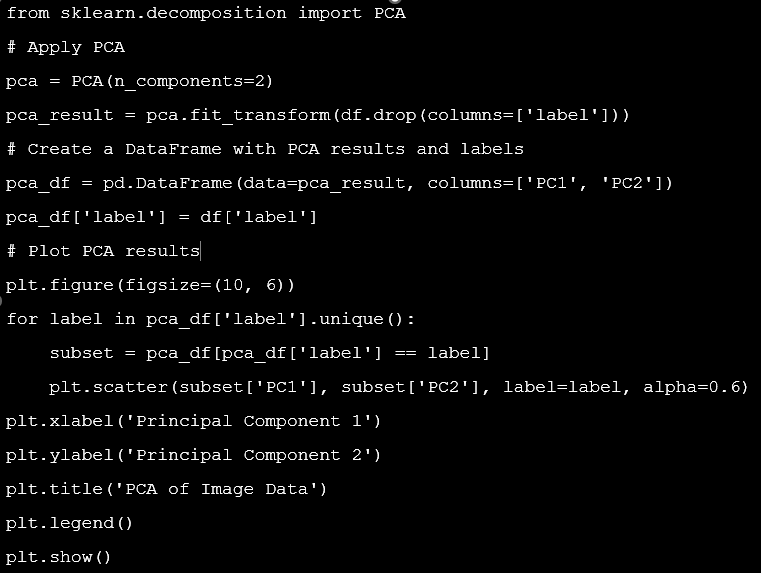 from sklearn.decomposition import PCA
# Apply PCA
pca = PCA(n_components=2)
pca_result = pca.fit_transform(df.drop(columns=['label']))
# Create a DataFrame with PCA results and labels
pca_df = pd.DataFrame(data=pca_result, columns=['PC1', 'PC2'])
pca_df['label'] = df['label']
# Plot PCA results
plt.figure(figsize=(10, 6))
for label in pca_df['label'].unique():
    subset = pca_df[pca_df['label'] == label]
    plt.scatter(subset['PC1'], subset['PC2'], label=label, alpha=0.6)
plt.xlabel('Principal Component 1')
plt.ylabel('Principal Component 2')
plt.title('PCA of Image Data')
plt.legend()
plt.show()